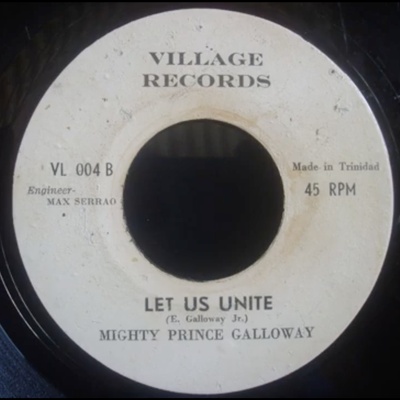 VILLAGE
RECORDS
VL 004 B
Made in Trinidad
Engineer-
MAX SERRAO
45 RPM
LET US UNITE
(E. Galloway Jr.)
MIGHTY PRINCE GALLOWAY